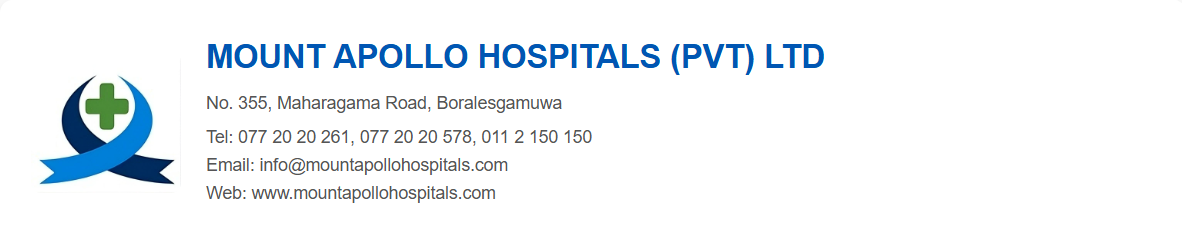 MOUNT APOLLO HOSPITALS (PVT) LTD
No. 355, Maharagama Road, Boralesgamuwa
Tel: 077 20 20 261, 077 20 20 578, 011 2 150 150
Email: info@mountapollohospitals.com
Web: www.mountapollohospitals.com